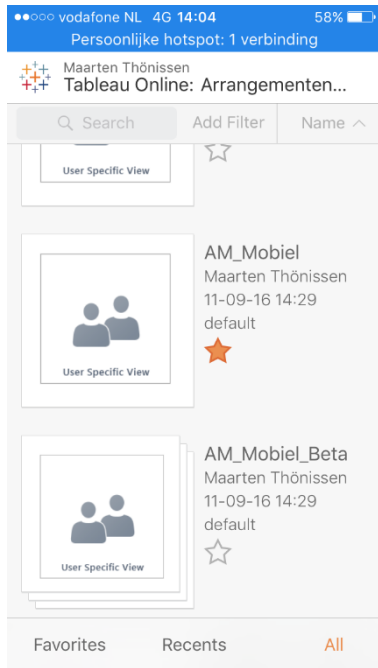 vodafone NL 4G 14:04 58%
Persoonlijke hotspot: 1 verbinding
Maarten Thönissen
Tableau Online: Arrangementen...
Search Add Filter Name
User Specific View
AM_Mobiel
Maarten Thönissen
11-09-16 14:29
default
User Specific View
AM_Mobiel_Beta
Maarten Thönissen
11-09-16 14:29
default
User Specific View
Favorites Recents All